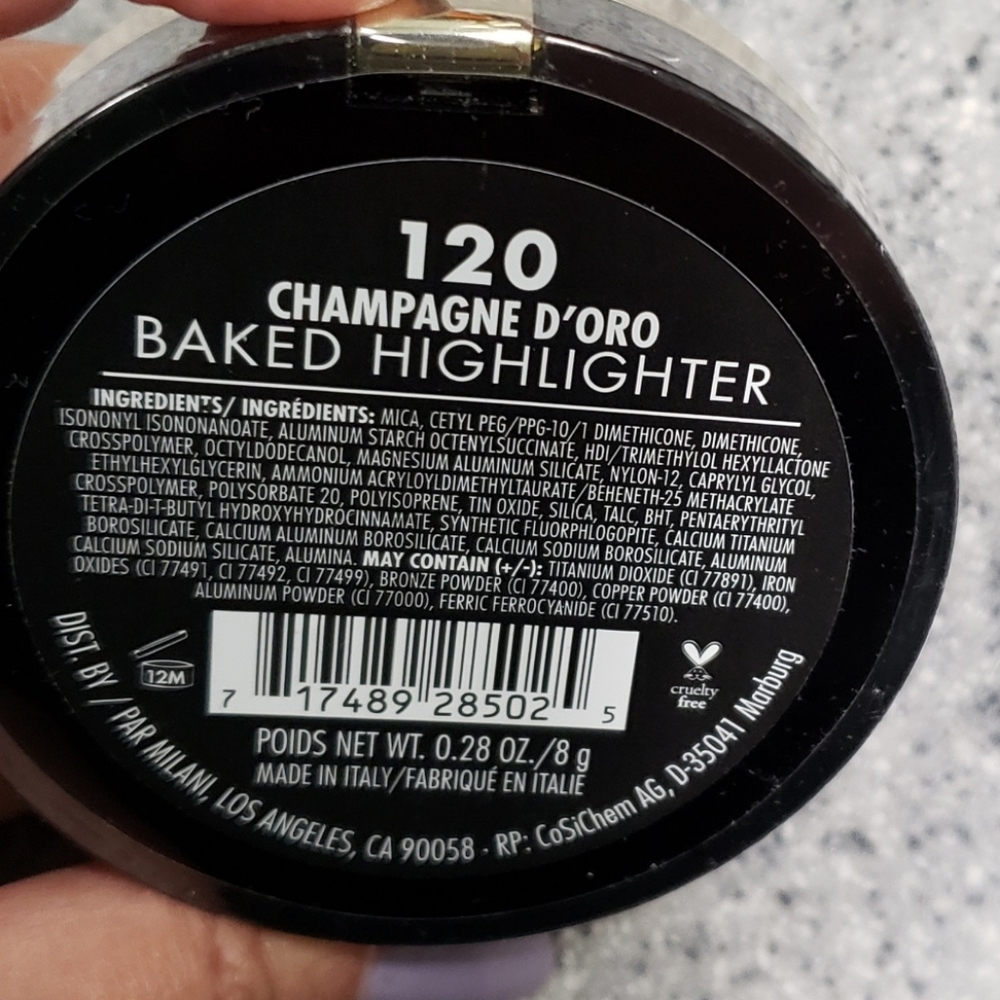 120
CHAMPAGNE D'ORO
BAKED HIGHLIGHTER
INGREDIENTS/ INGRÉDIENTS: MICA, CETYL PEG/PPG-10/1 DIMETHICONE, DIMETHICONE,
ISONONYL ISONONANOATE, ALUMINUM STARCH OCTENYLSUCCINATE, HDI/TRIMETHYLOL HEXYLLACTONE
CROSSPOLYMER, OCTYLDODECANOL, MAGNESIUM ALUMINUM SILICATE, NYLON-12, CAPRYLYL GLYCOL,
ETHYLHEXYLGLYCERIN, AMMONIUM ACRYLOYLDIMETHYLTAURATE/BEHENETH-25 METHACRYLATE
CROSSPOLYMER, POLYSORBATE 20, POLYISOPRENE, TIN OXIDE, SILICA, TALC, BHT, PENTAERYTHRITYL
TETRA-DI-T-BUTYL HYDROXYHYDROCINNAMATE, SYNTHETIC FLUORPHLOGOPITE, CALCIUM TITANIUM
BOROSILICATE, CALCIUM ALUMINUM BOROSILICATE, CALCIUM SODIUM BOROSILICATE, ALUMINUM
CALCIUM SODIUM SILICATE, ALUMINA. MAY CONTAIN (+/-): TITANIUM DIOXIDE (CI 77891), IRON
OXIDES (CI 77491, CI 77492, CI 77499), BRONZE POWDER (CI 77400), COPPER POWDER (CI 77400),
ALUMINUM POWDER (CI 77000), FERRIC FERROCYANIDE (CI 77510).
12M
7 17489 28502 5
cruelty
free
POIDS NET WT. 0.28 OZ./8 g
MADE IN ITALY/FABRIQUÉ EN ITALIE
DIST. BY / PAR MILANI, LOS ANGELES, CA 90058 · RP: CoSiChem AG, D-35041 Marburg